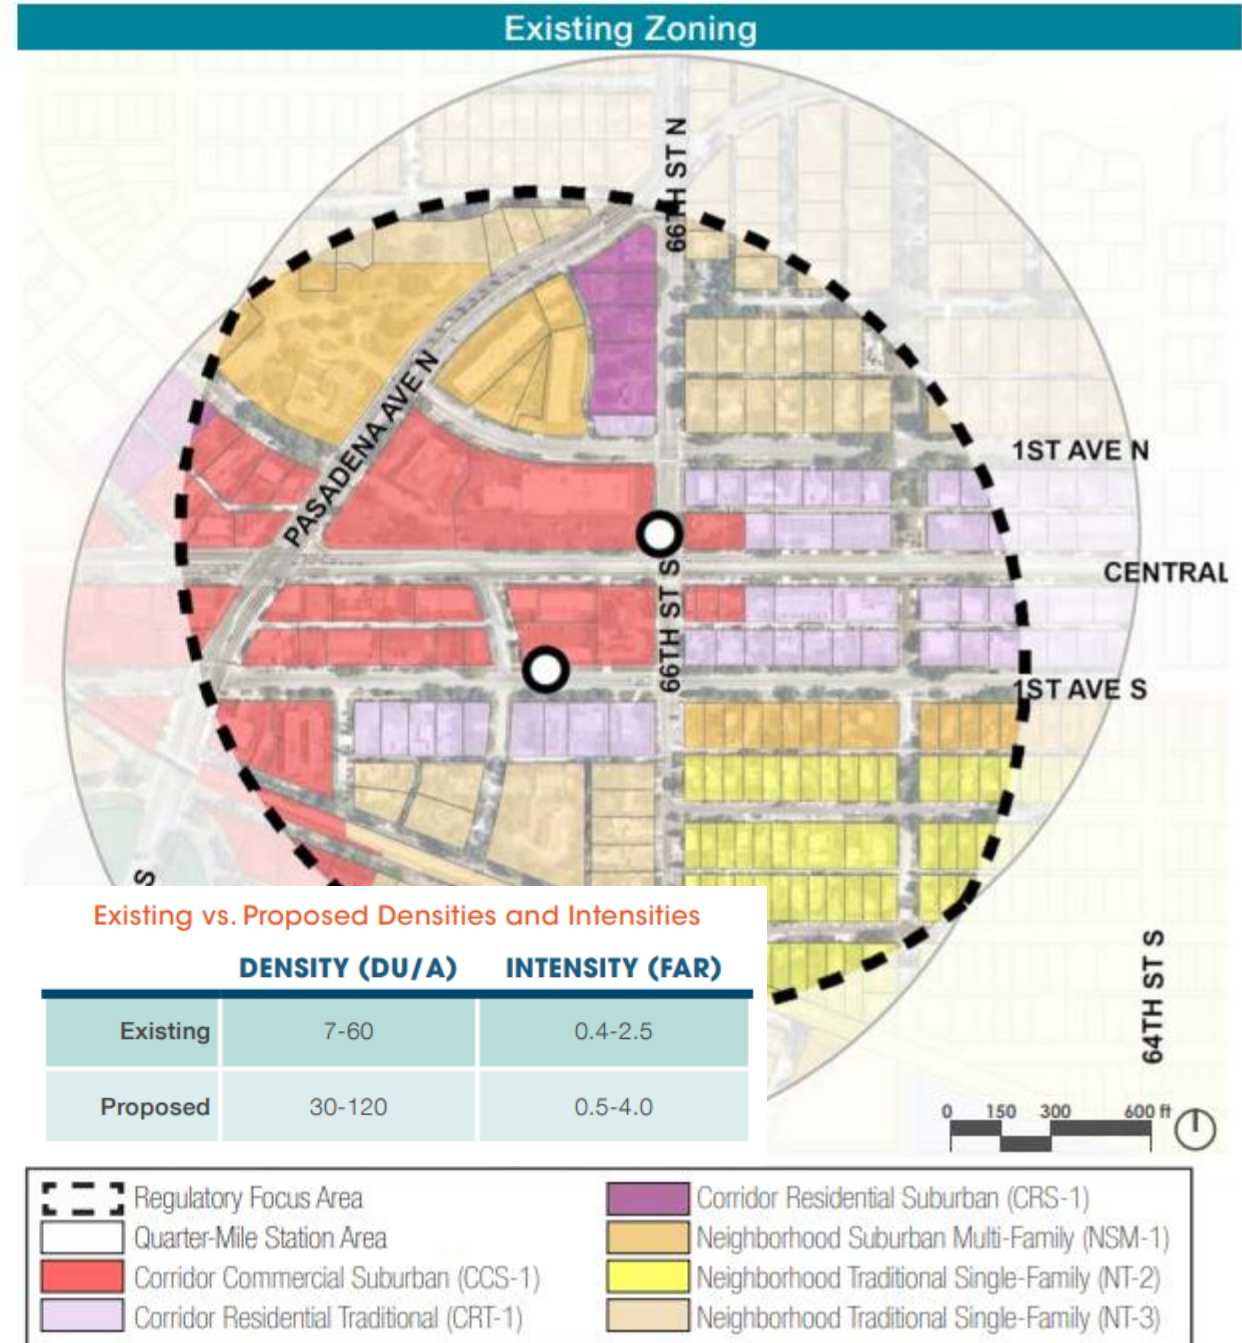 Existing Zoning
66TH ST N
PASADENA AVE N
1ST AVE N
CENTRAL
66TH ST S
1ST AVE S
S
64TH ST S
Existing vs. Proposed Densities and Intensities
DENSITY (DU/A) INTENSITY (FAR)
Existing 7-60 0.4-2.5
Proposed 30-120 0.5-4.0
0 150 300 600 ft
Regulatory Focus Area
Quarter-Mile Station Area
Corridor Commercial Suburban (CCS-1)
Corridor Residential Traditional (CRT-1)
Corridor Residential Suburban (CRS-1)
Neighborhood Suburban Multi-Family (NSM-1)
Neighborhood Traditional Single-Family (NT-2)
Neighborhood Traditional Single-Family (NT-3)